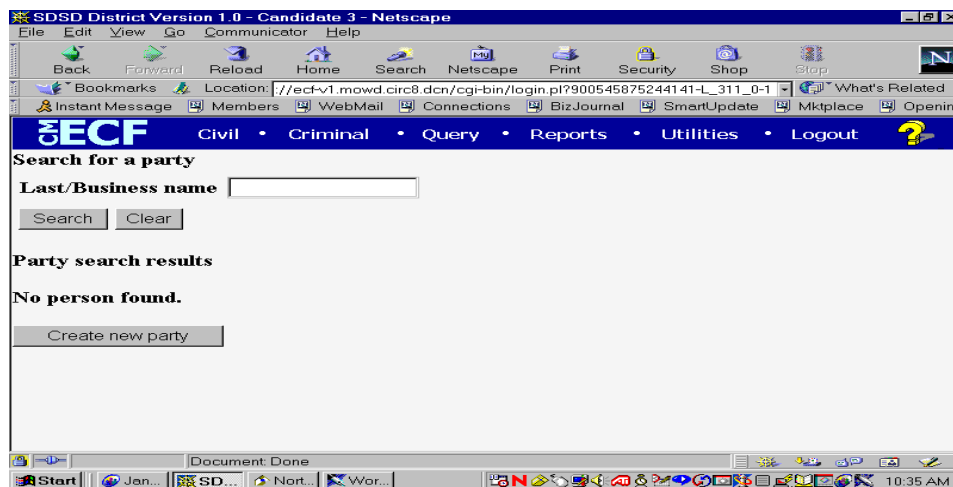 SDSD District Version 1.0 - Candidate 3 - Netscape
File Edit View Go Communicator Help
Back Forward Reload Home Search Netscape Print Security Shop Stop
Bookmarks Location: ://ecf-v1.mowd.circ8.dcn/cgi-bin/login.pl?900545875244141-L_311_0-1 What's Related
Instant Message Members WebMail Connections BizJournal SmartUpdate Mktplace Openin
CM ECF Civil • Criminal • Query • Reports • Utilities • Logout ?
Search for a party
Last/Business name
Search Clear
Party search results
No person found.
Create new party
Document: Done
Start Jan... SD... Nort... Wor... 10:35 AM